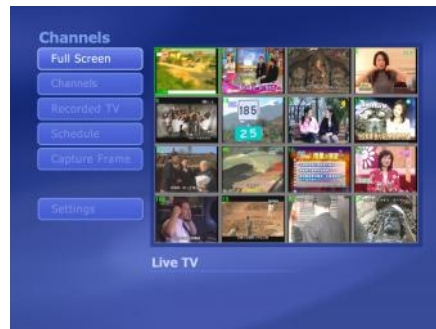 Channels
Full Screen
Channels
Recorded TV
Schedule
Capture Frame
Settings
185
25
Live TV